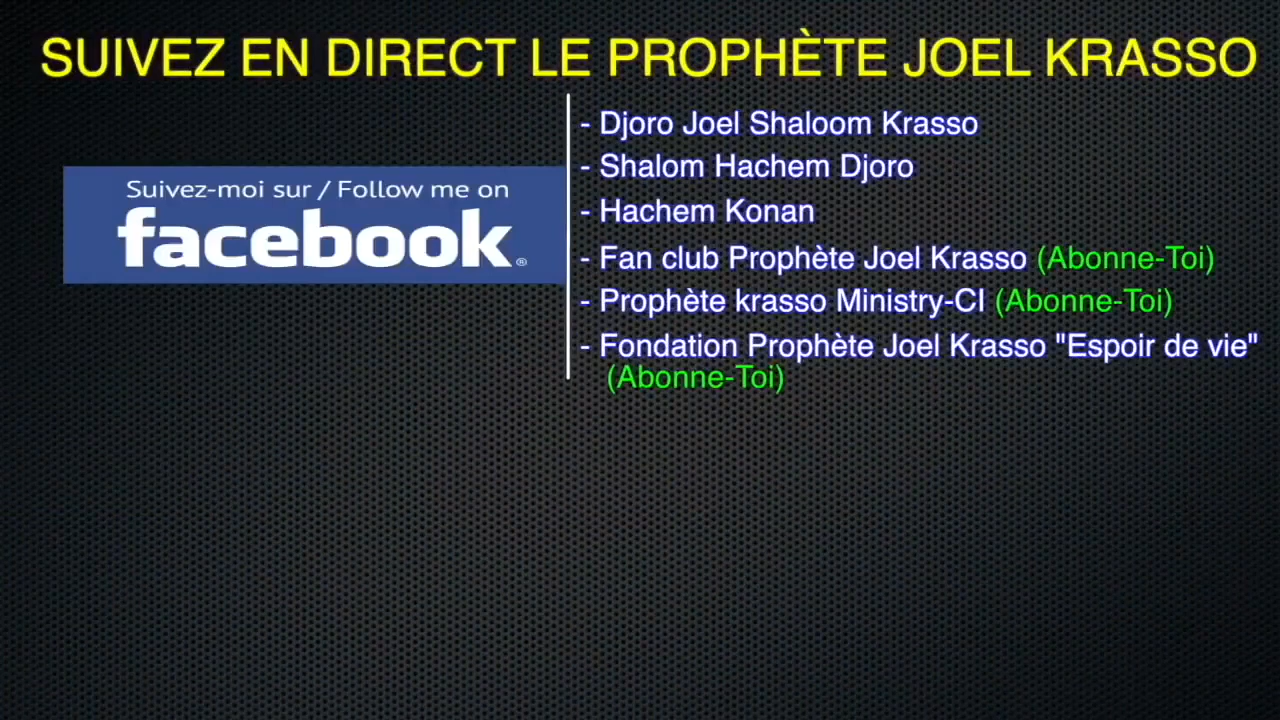 SUIVEZ EN DIRECT LE PROPHÈTE JOEL KRASSO
Suivez-moi sur / Follow me on
facebook®
- Djoro Joel Shaloom Krasso
- Shalom Hachem Djoro
- Hachem Konan
- Fan club Prophète Joel Krasso (Abonne-Toi)
- Prophète krasso Ministry-CI (Abonne-Toi)
- Fondation Prophète Joel Krasso "Espoir de vie"
(Abonne-Toi)